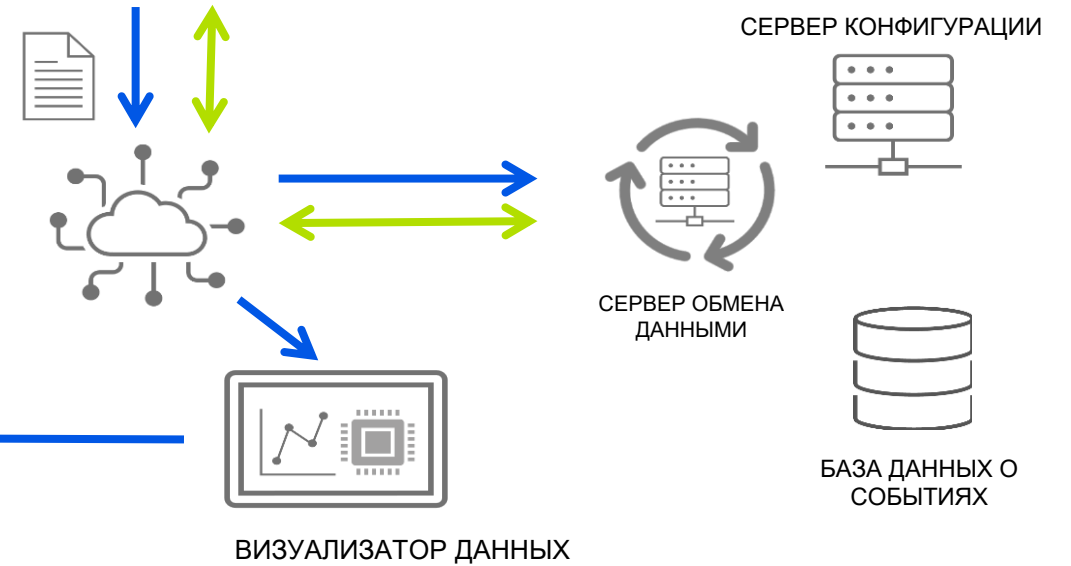 СЕРВЕР КОНФИГУРАЦИИ
СЕРВЕР ОБМЕНА
ДАННЫМИ
БАЗА ДАННЫХ О
СОБЫТИЯХ
ВИЗУАЛИЗАТОР ДАННЫХ